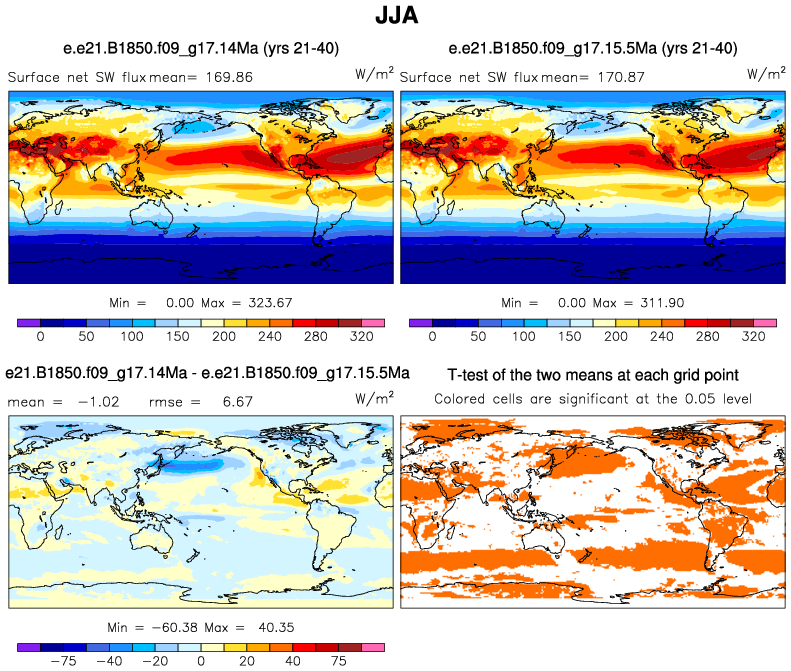 JJA
e.e21.B1850.f09_g17.14Ma (yrs 21-40)
Surface net SW flux mean= 169.86 W/m²
Min = 0.00 Max = 323.67
0 50 100 150 200 240 280 320
e.e21.B1850.f09_g17.15.5Ma (yrs 21-40)
Surface net SW flux mean= 170.87 W/m²
Min = 0.00 Max = 311.90
0 50 100 150 200 240 280 320
e21.B1850.f09_g17.14Ma - e.e21.B1850.f09_g17.15.5Ma
mean = -1.02 rmse = 6.67 W/m²
Min = -60.38 Max = 40.35
-75 -40 -20 0 20 40 75
T-test of the two means at each grid point
Colored cells are significant at the 0.05 level